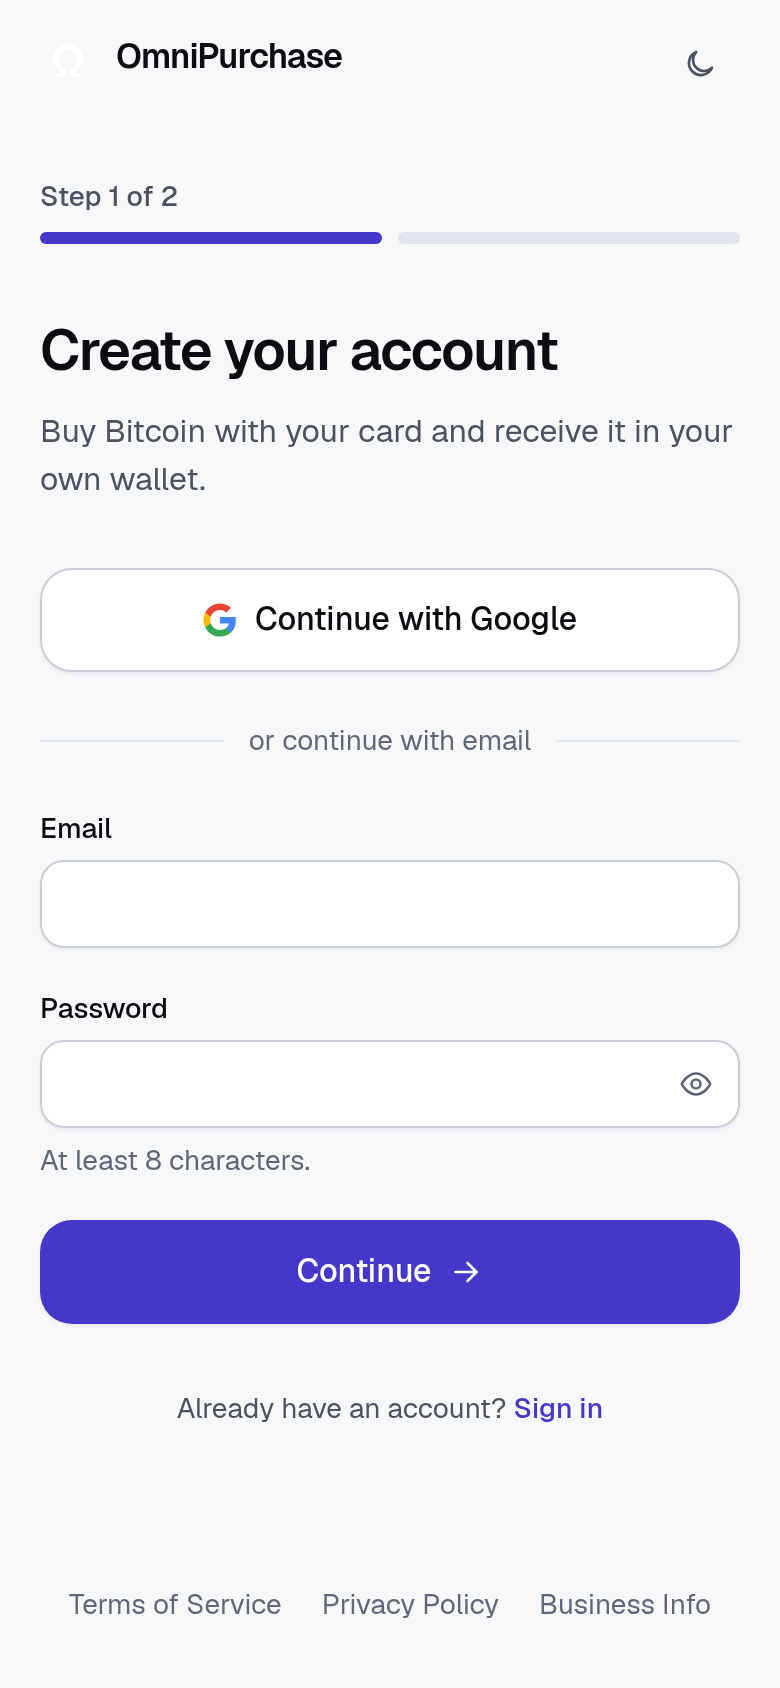 Ω OmniPurchase
Step 1 of 2
Create your account
Buy Bitcoin with your card and receive it in your
own wallet.
Continue with Google
or continue with email
Email
Password
At least 8 characters.
Continue →
Already have an account? Sign in
Terms of Service Privacy Policy Business Info